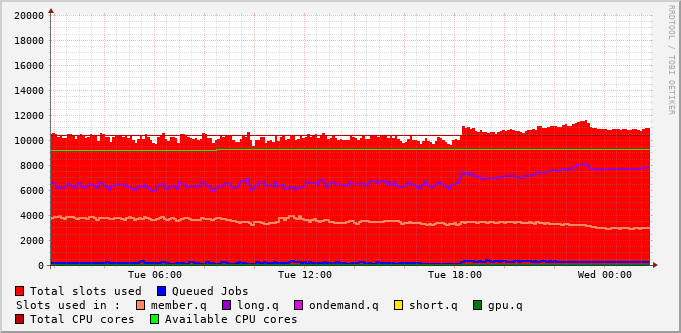 RRDTOOL / TOBI OETIKER
20000
18000
16000
14000
12000
10000
8000
6000
4000
2000
0
Tue 06:00 Tue 12:00 Tue 18:00 Wed 00:00
Total slots used Queued Jobs
Slots used in : member.q long.q ondemand.q short.q gpu.q
Total CPU cores Available CPU cores